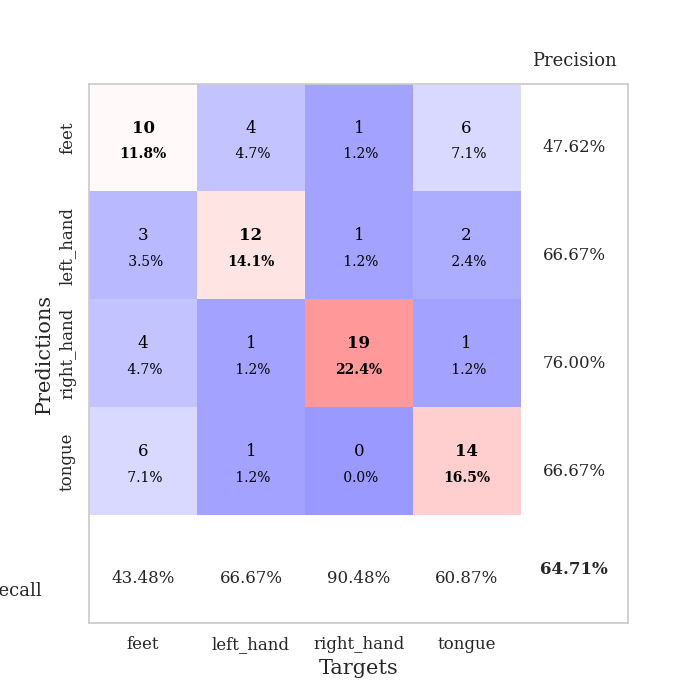 Precision
feet
10 4 1 6
11.8% 4.7% 1.2% 7.1%
47.62%
left_hand
3 12 1 2
3.5% 14.1% 1.2% 2.4%
66.67%
Predictions
right_hand
4 1 19 1
4.7% 1.2% 22.4% 1.2%
76.00%
tongue
6 1 0 14
7.1% 1.2% 0.0% 16.5%
66.67%
ecall
43.48% 66.67% 90.48% 60.87% 64.71%
feet left_hand right_hand tongue
Targets